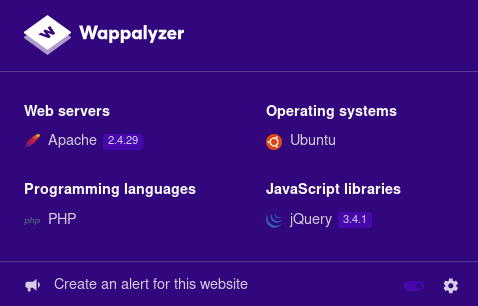 Wappalyzer
Web servers
Apache 2.4.29
Operating systems
Ubuntu
Programming languages
php PHP
JavaScript libraries
jQuery 3.4.1
Create an alert for this website